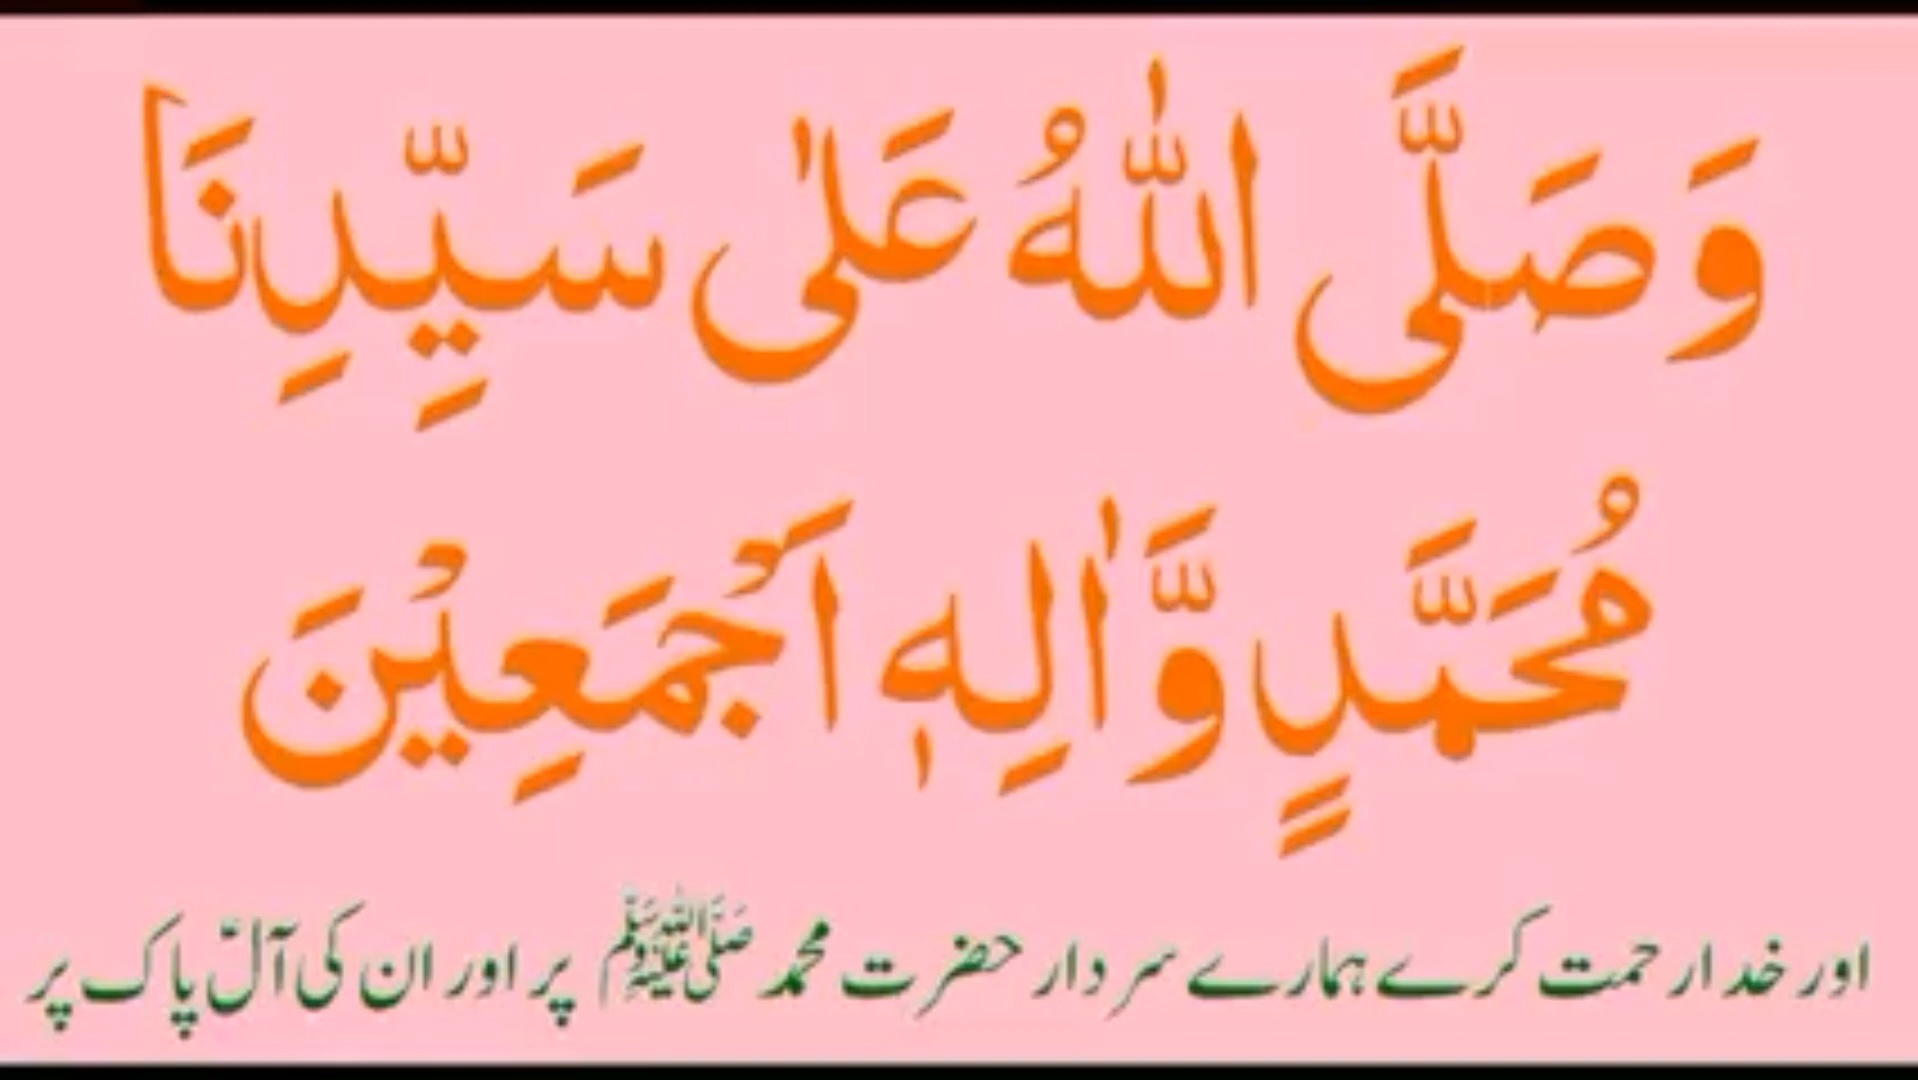 وَصَلَّی اللّٰهُ عَلٰی سَیِّدِنَا
مُحَمَّدٍ وَّاٰلِهٖ اَجْمَعِیْنَ
اور خدا رحمت کرے ہمارے سردار حضرت محمد ﷺ پر اور ان کی آلؑ پاک پر